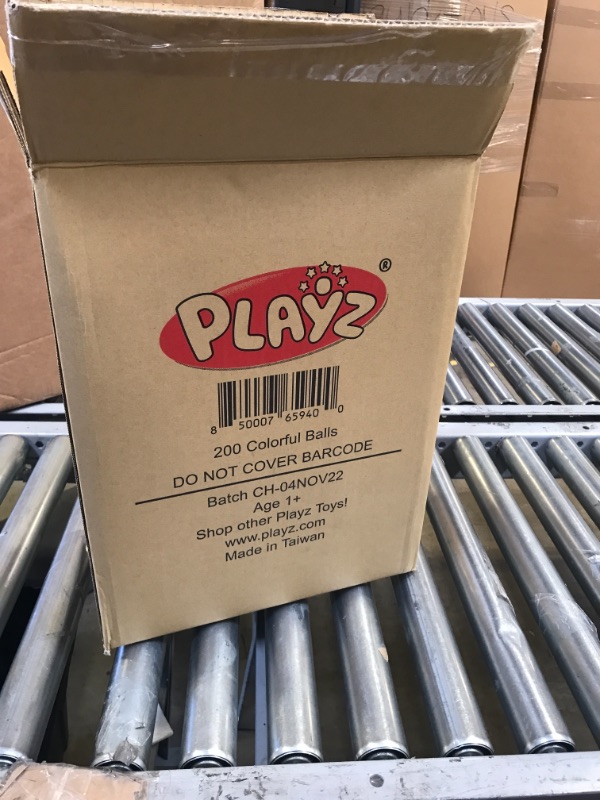 PLAYZ®
8 50007 65940 0
200 Colorful Balls
DO NOT COVER BARCODE
Batch CH-04NOV22
Age 1+
Shop other Playz Toys!
www.playz.com
Made in Taiwan